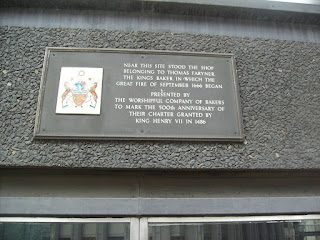 NEAR THIS SITE STOOD THE SHOP
BELONGING TO THOMAS FARYNER,
THE KING'S BAKER, IN WHICH THE
GREAT FIRE OF SEPTEMBER 1666 BEGAN
PRESENTED BY
THE WORSHIPFUL COMPANY OF BAKERS
TO MARK THE 500TH ANNIVERSARY OF
THEIR CHARTER GRANTED BY
KING HENRY VII IN 1486